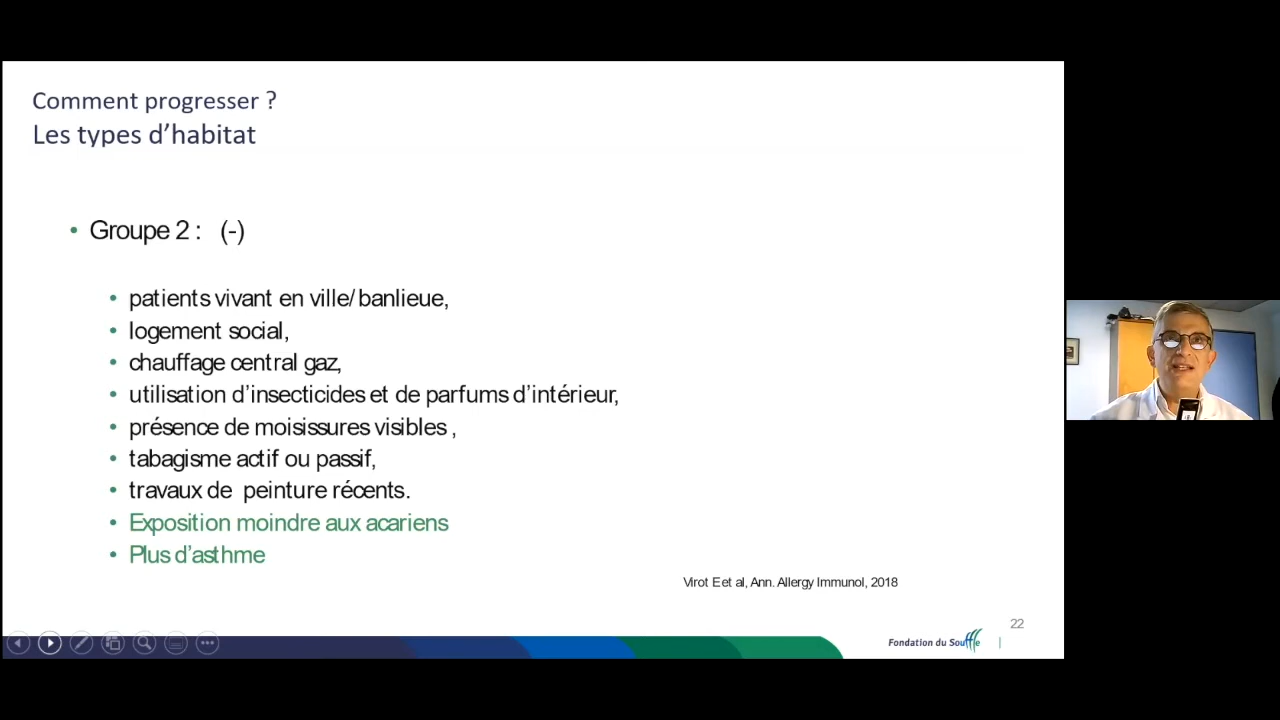 Comment progresser ?
Les types d’habitat
• Groupe 2 : (-)
• patients vivant en ville/ banlieue,
• logement social,
• chauffage central gaz,
• utilisation d’insecticides et de parfums d’intérieur,
• présence de moisissures visibles ,
• tabagisme actif ou passif,
• travaux de peinture récents.
• Exposition moindre aux acariens
• Plus d’asthme
Virot E et al, Ann. Allergy Immunol, 2018
22
Fondation du Souffle